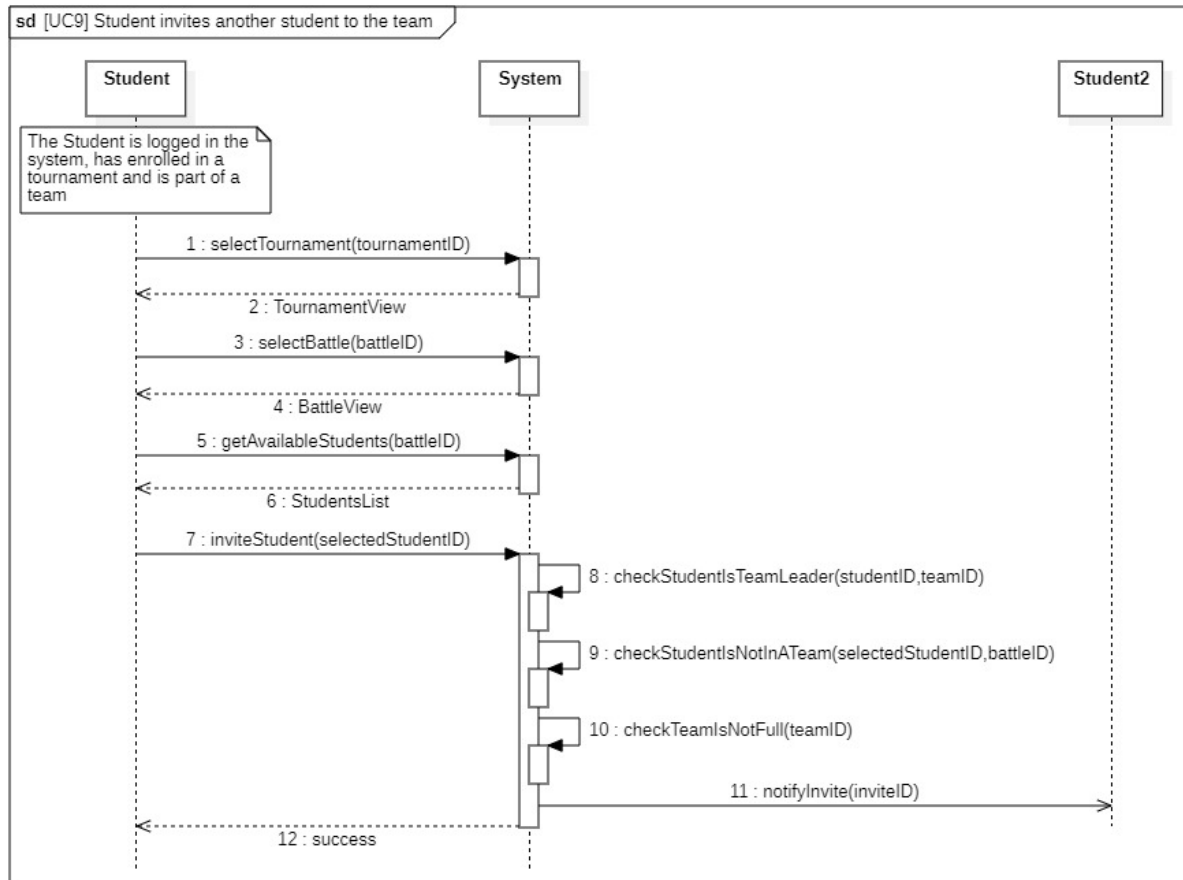 sd [UC9] Student invites another student to the team
Student
System
Student2
The Student is logged in the
system, has enrolled in a
tournament and is part of a
team
1 : selectTournament(tournamentID)
2 : TournamentView
3 : selectBattle(battleID)
4 : BattleView
5 : getAvailableStudents(battleID)
6 : StudentsList
7 : inviteStudent(selectedStudentID)
8 : checkStudentIsTeamLeader(studentID,teamID)
9 : checkStudentIsNotInATeam(selectedStudentID,battleID)
10 : checkTeamIsNotFull(teamID)
11 : notifyInvite(inviteID)
12 : success